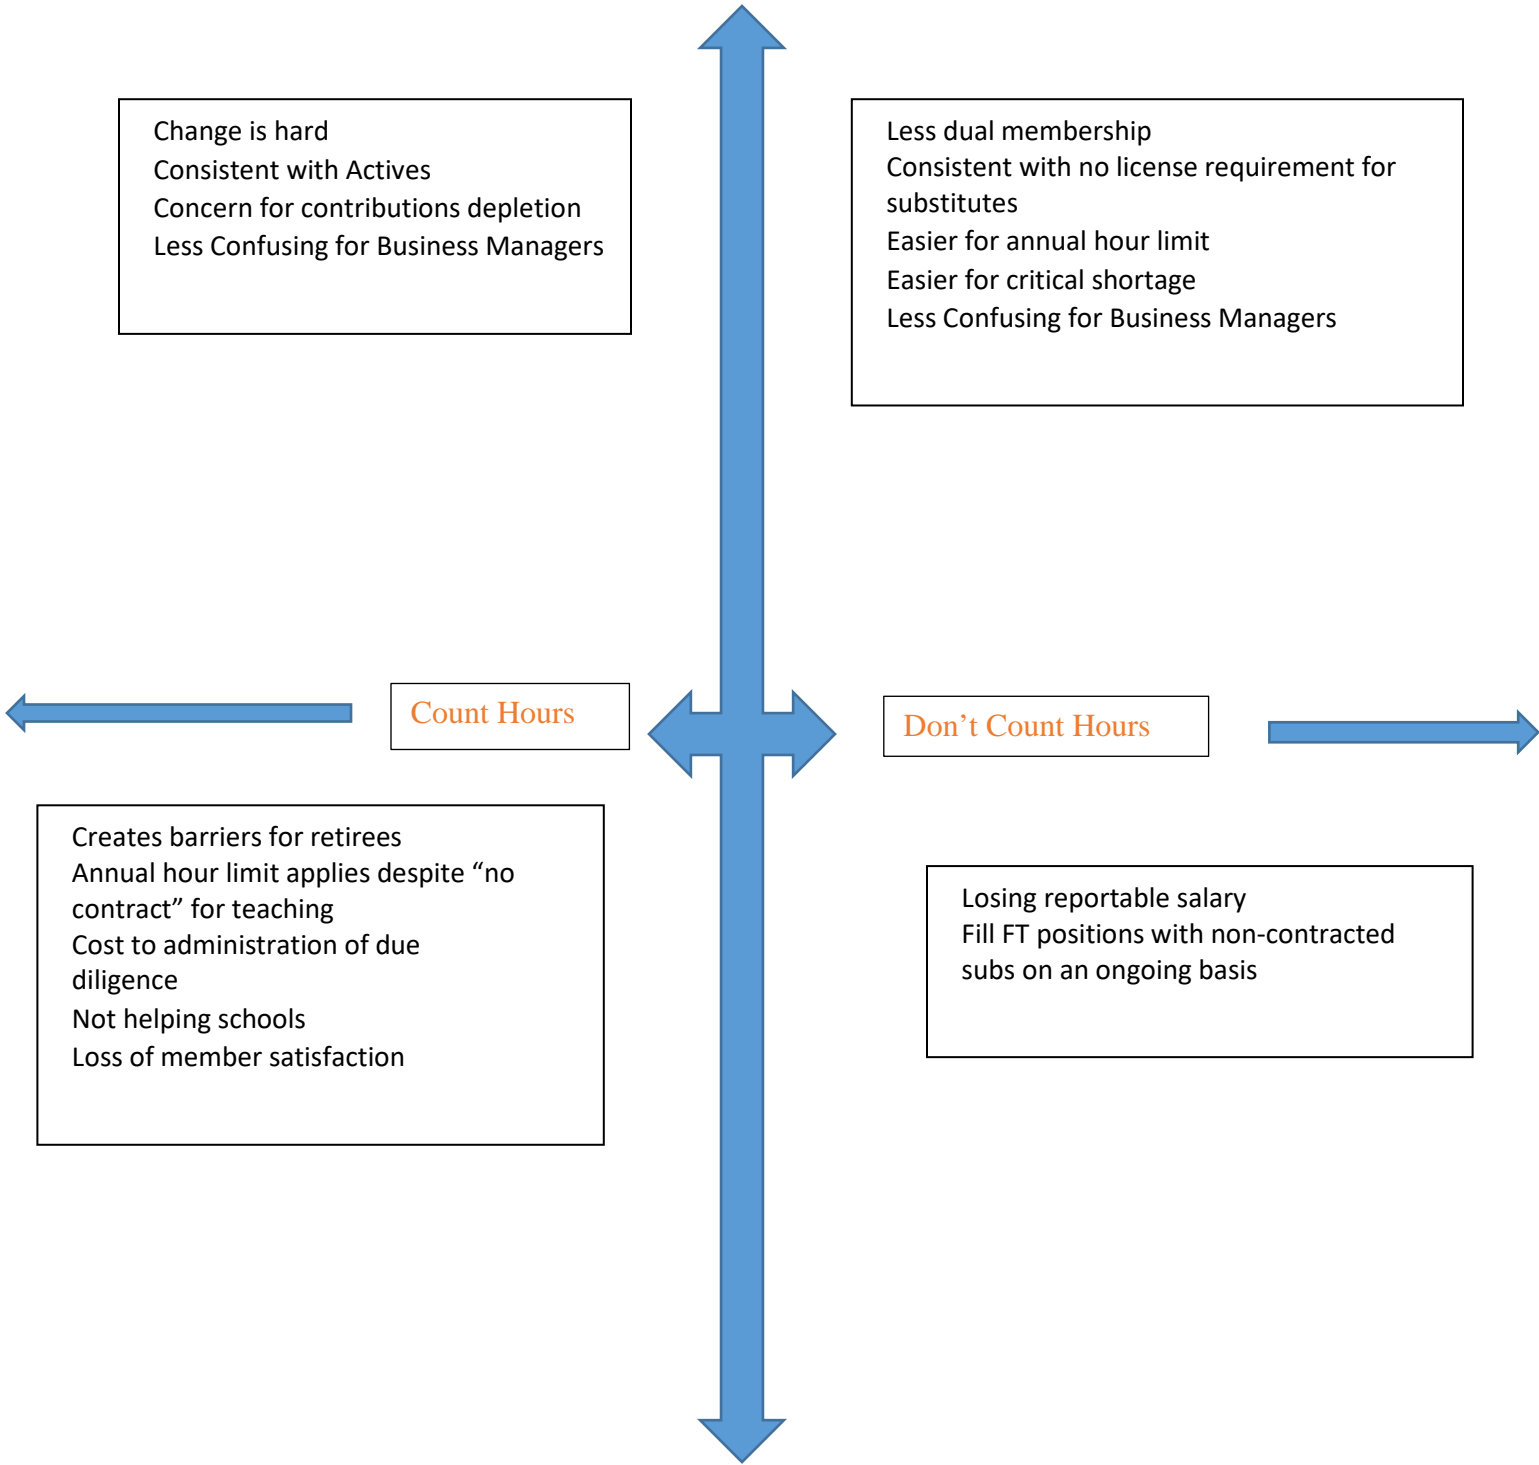 Change is hard
Consistent with Actives
Concern for contributions depletion
Less Confusing for Business Managers
Less dual membership
Consistent with no license requirement for
substitutes
Easier for annual hour limit
Easier for critical shortage
Less Confusing for Business Managers
Count Hours
Don’t Count Hours
Creates barriers for retirees
Annual hour limit applies despite “no
contract” for teaching
Cost to administration of due
diligence
Not helping schools
Loss of member satisfaction
Losing reportable salary
Fill FT positions with non-contracted
subs on an ongoing basis